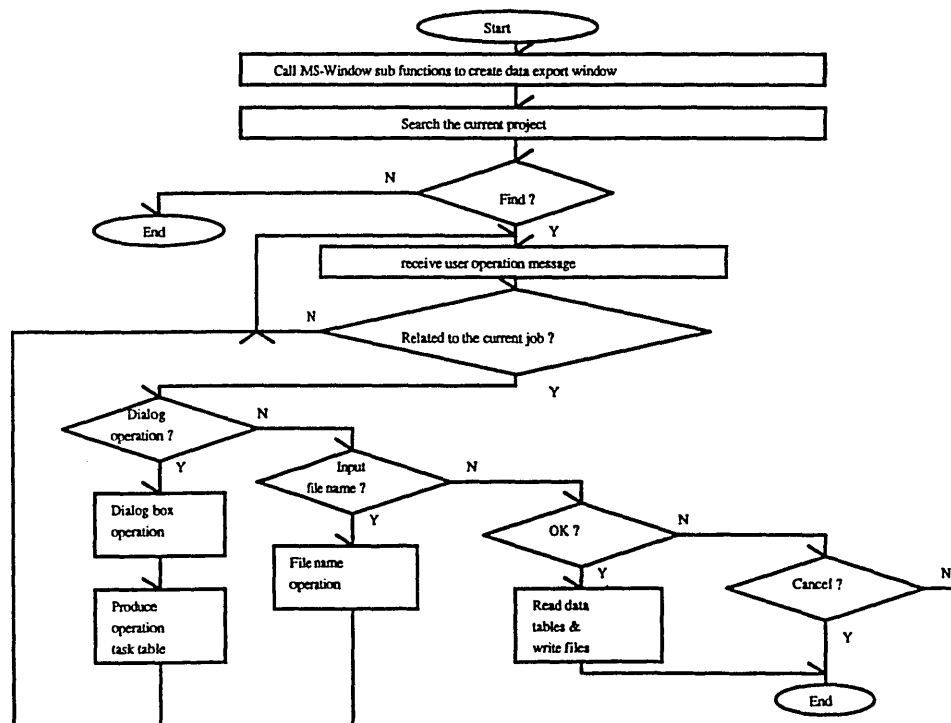 Start
Call MS-Window sub functions to create data export window
Search the current project
N
Find ?
End
Y
receive user operation message
N
Related to the current job ?
Y
Dialog
operation ?
N
Y
Input
file name ?
N
Dialog box
operation
Y
OK ?
N
File name
operation
Y
Cancel ?
N
Produce
operation
task table
Read data
tables &
write files
Y
End